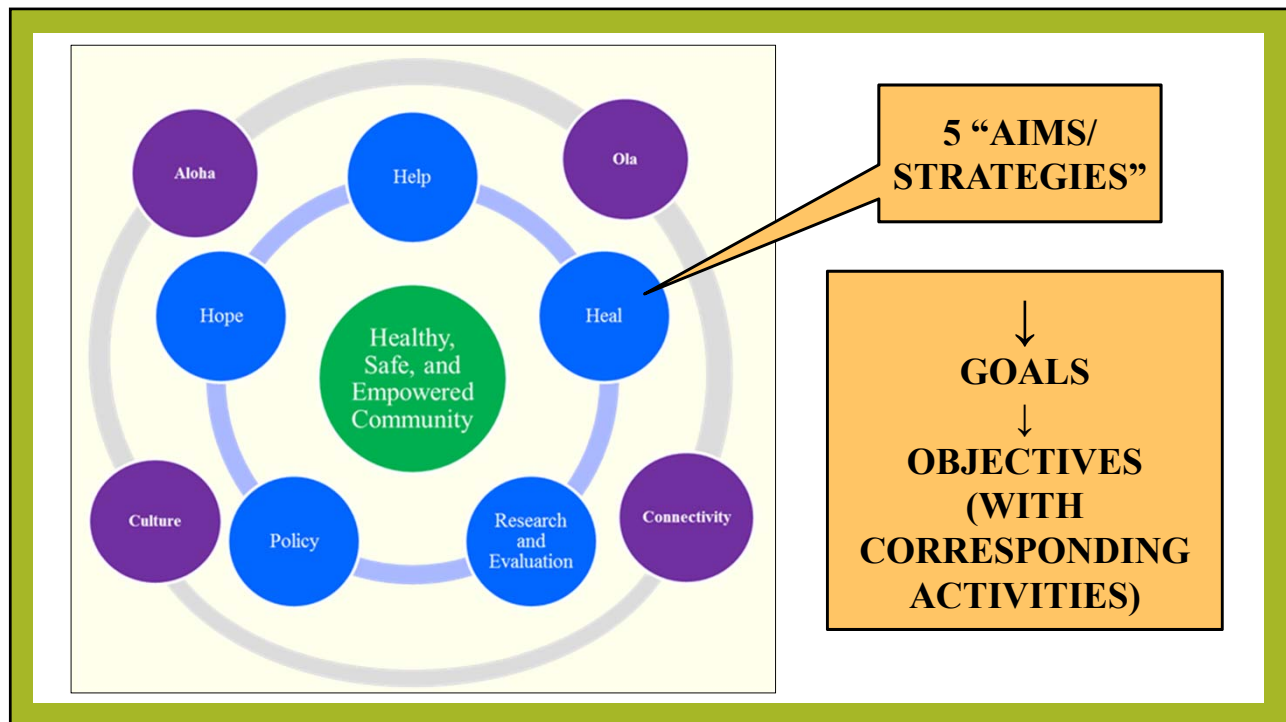 Aloha
Help
Ola
Hope
Heal
Healthy,
Safe, and
Empowered
Community
Culture
Policy
Research
and
Evaluation
Connectivity
5 “AIMS/
STRATEGIES”
↓
GOALS
↓
OBJECTIVES
(WITH
CORRESPONDING
ACTIVITIES)